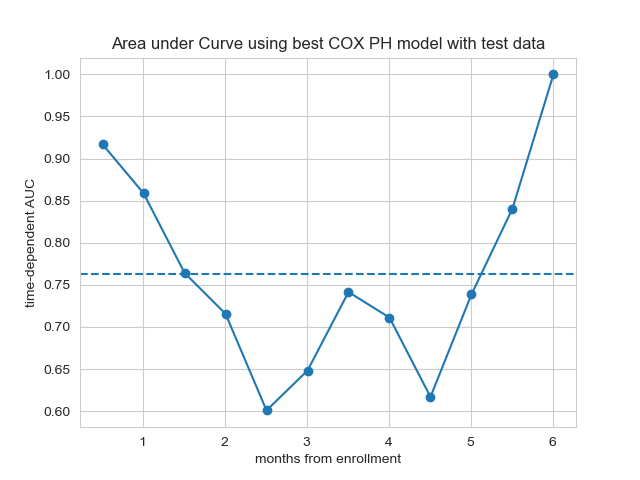 Area under Curve using best COX PH model with test data
time-dependent AUC
1.00
0.95
0.90
0.85
0.80
0.75
0.70
0.65
0.60
1 2 3 4 5 6
months from enrollment